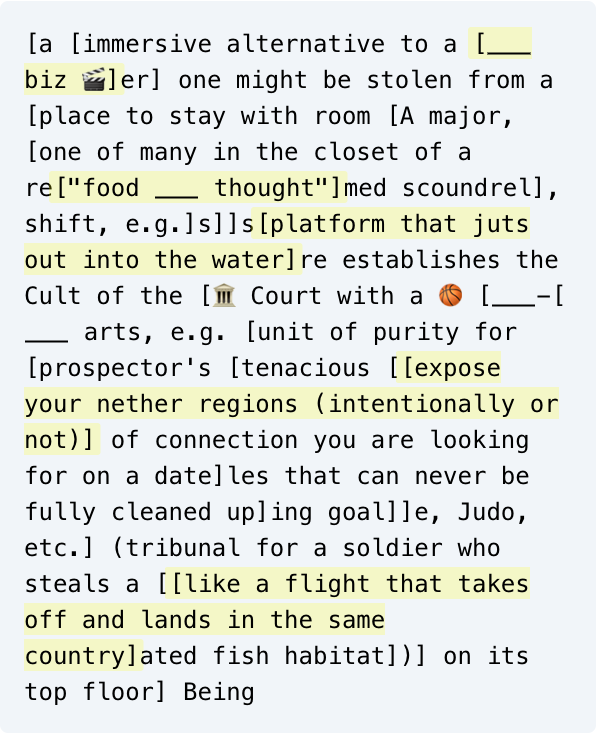 [a [immersive alternative to a [___
biz 🎬]er] one might be stolen from a
[place to stay with room [A major,
[one of many in the closet of a
re["food ___ thought"]med scoundrel],
shift, e.g.]s]]s[platform that juts
out into the water]re establishes the
Cult of the [🏛️ Court with a 🏀 [___-[
___ arts, e.g. [unit of purity for
[prospector's [tenacious [[expose
your nether regions (intentionally or
not)] of connection you are looking
for on a date]les that can never be
fully cleaned up]ing goal]]e, Judo,
etc.] (tribunal for a soldier who
steals a [[like a flight that takes
off and lands in the same
country]ated fish habitat])] on its
top floor] Being